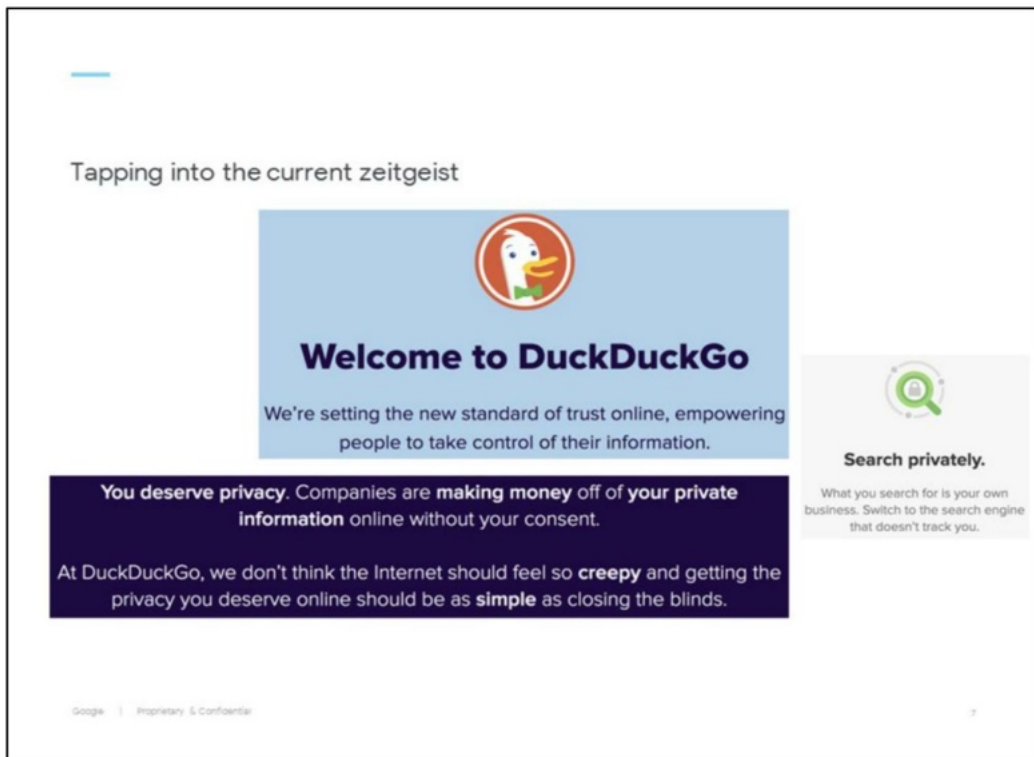 Tapping into the current zeitgeist
Welcome to DuckDuckGo
We're setting the new standard of trust online, empowering
people to take control of their information.
Search privately.
What you search for is your own
business. Switch to the search engine
that doesn't track you.
You deserve privacy. Companies are making money off of your private
information online without your consent.
At DuckDuckGo, we don't think the Internet should feel so creepy and getting the
privacy you deserve online should be as simple as closing the blinds.
Google | Proprietary & Confidential
7